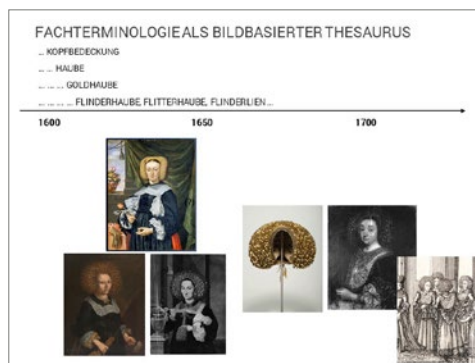 FACHTERMINOLOGIE ALS BILDBASIERTER THESAURUS
... KOPFBEDECKUNG
... ... HAUBE
... ... ... GOLDHAUBE
... ... ... ... FLINDERHAUBE, FLITTERHAUBE, FLINDERLIEN ...
1600 1650 1700